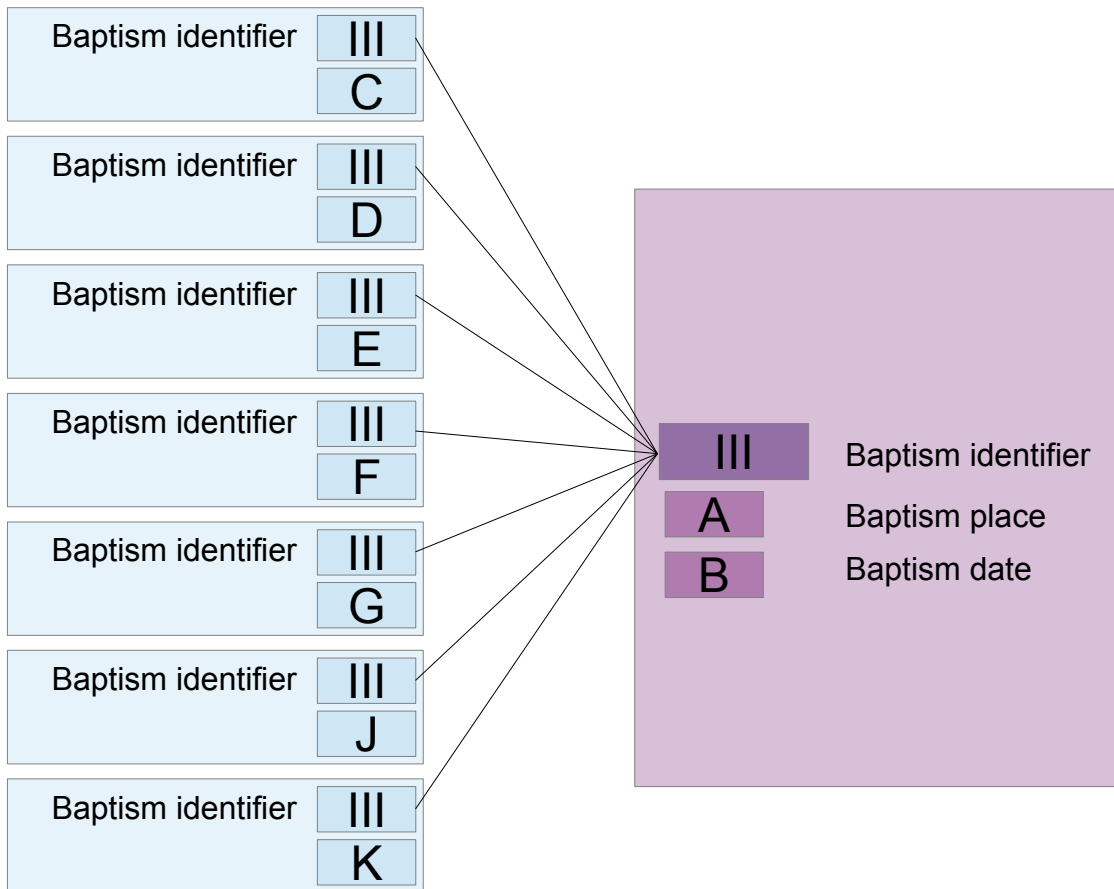 Baptism identifier III
C
Baptism identifier III
D
Baptism identifier III
E
Baptism identifier III
F
Baptism identifier III
G
Baptism identifier III
J
Baptism identifier III
K
III Baptism identifier
A Baptism place
B Baptism date